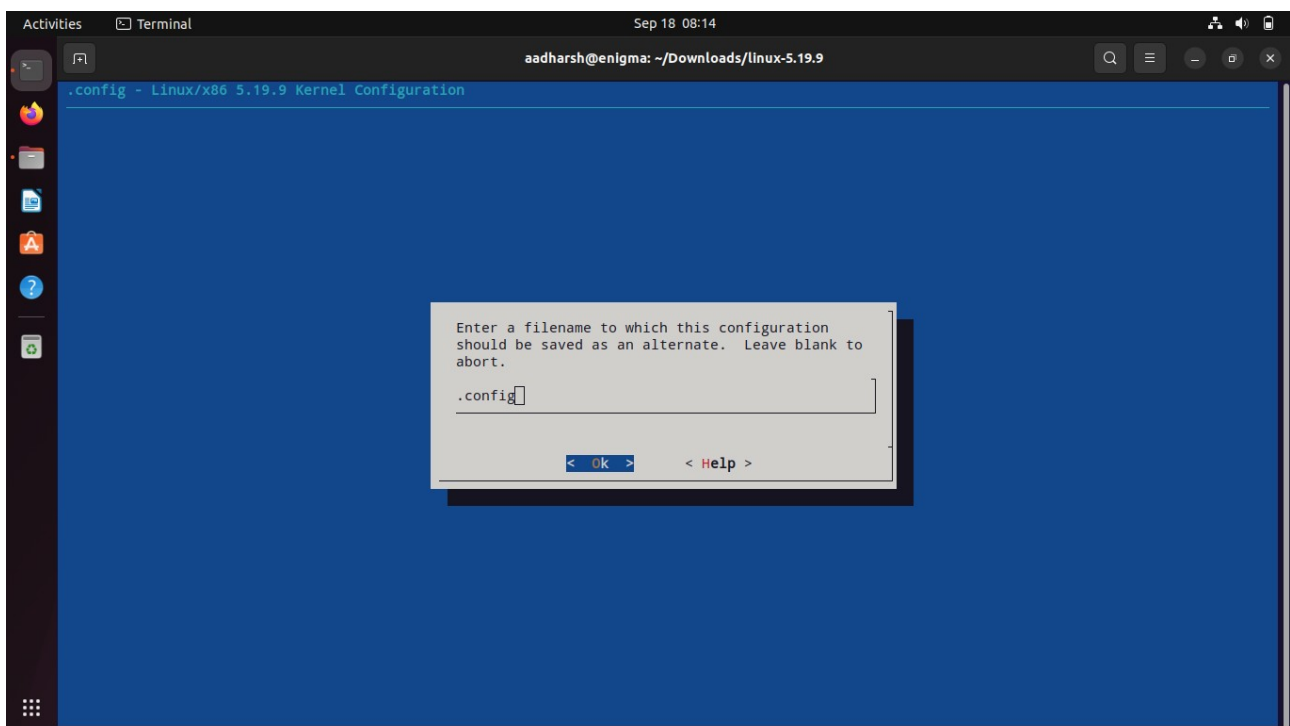 Activities Terminal Sep 18 08:14
aadharsh@enigma: ~/Downloads/linux-5.19.9
.config - Linux/x86 5.19.9 Kernel Configuration
Enter a filename to which this configuration
should be saved as an alternate.  Leave blank to
abort.
.config
<  Ok  > < Help >